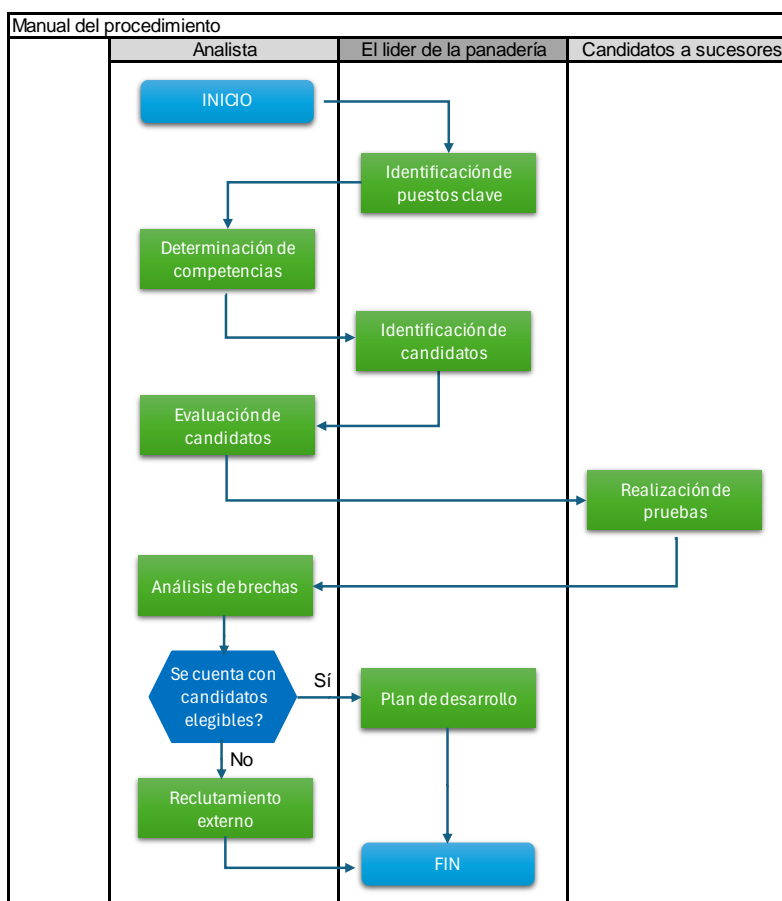 Manual del procedimiento
Analista
El lider de la panadería
Candidatos a sucesores
INICIO
Identificación de
puestos clave
Determinación de
competencias
Identificación de
candidatos
Evaluación de
candidatos
Realización de
pruebas
Análisis de brechas
Se cuenta con
candidatos
elegibles?
Sí
Plan de desarrollo
No
Reclutamiento
externo
FIN